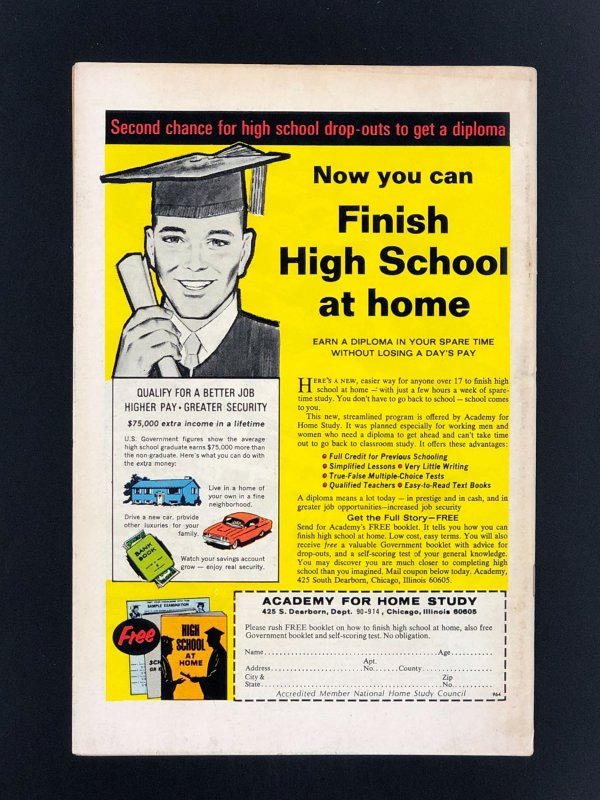 Second chance for high school drop-outs to get a diploma
Now you can
Finish
High School
at home
EARN A DIPLOMA IN YOUR SPARE TIME
WITHOUT LOSING A DAY'S PAY
QUALIFY FOR A BETTER JOB
HIGHER PAY • GREATER SECURITY
$75,000 extra income in a lifetime
U.S. Government figures show the average
high school graduate earns $75,000 more than
the non-graduate. Here's what you can do with
the extra money:
Live in a home of
your own in a fine
neighborhood.
Drive a new car, provide
other luxuries for your
family.
BANK
BOOK
Watch your savings account
grow — enjoy real security.
HERE'S A NEW, easier way for anyone over 17 to finish high
school at home — with just a few hours a week of spare-
time study. You don't have to go back to school — school comes
to you.
This new, streamlined program is offered by Academy for
Home Study. It was planned especially for working men and
women who need a diploma to get ahead and can't take time
out to go back to classroom study. It offers these advantages:
• Full Credit for Previous Schooling
• Simplified Lessons • Very Little Writing
• True-False Multiple-Choice Tests
• Qualified Teachers • Easy-to-Read Text Books
A diploma means a lot today — in prestige and in cash, and in
greater job opportunities—increased job security
Get the Full Story—FREE
Send for Academy's FREE booklet. It tells you how you can
finish high school at home. Low cost, easy terms. You will also
receive free a valuable Government booklet with advice for
drop-outs, and a self-scoring test of your general knowledge.
You may discover you are much closer to completing high
school than you imagined. Mail coupon below today. Academy,
425 South Dearborn, Chicago, Illinois 60605.
SAMPLE EXAMINATION
Free
HIGH
SCHOOL
AT
HOME
ACADEMY FOR HOME STUDY
425 S. Dearborn, Dept. 90-914, Chicago, Illinois 60605
Please rush FREE booklet on how to finish high school at home, also free
Government booklet and self-scoring test. No obligation.
Name.......................................Age............
Apt.
Address.........................No.......County............
City & Zip
State.......................................No............
Accredited Member National Home Study Council 964